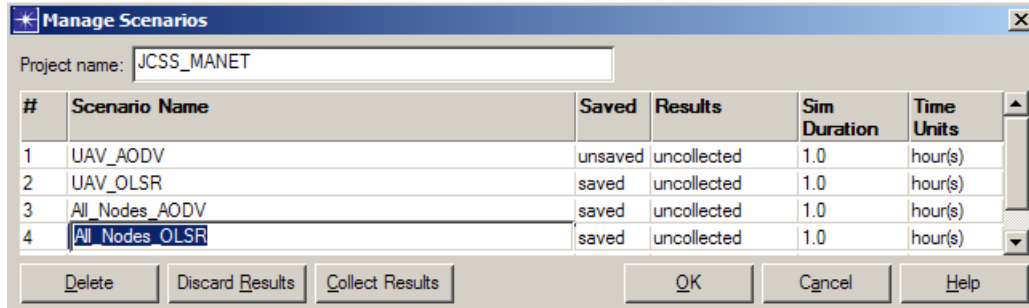 Manage Scenarios
Project name: JCSS_MANET
# Scenario Name Saved Results Sim Duration Time Units
1 UAV_AODV unsaved uncollected 1.0 hour(s)
2 UAV_OLSR saved uncollected 1.0 hour(s)
3 All_Nodes_AODV saved uncollected 1.0 hour(s)
4 All_Nodes_OLSR saved uncollected 1.0 hour(s)
Delete Discard Results Collect Results OK Cancel Help